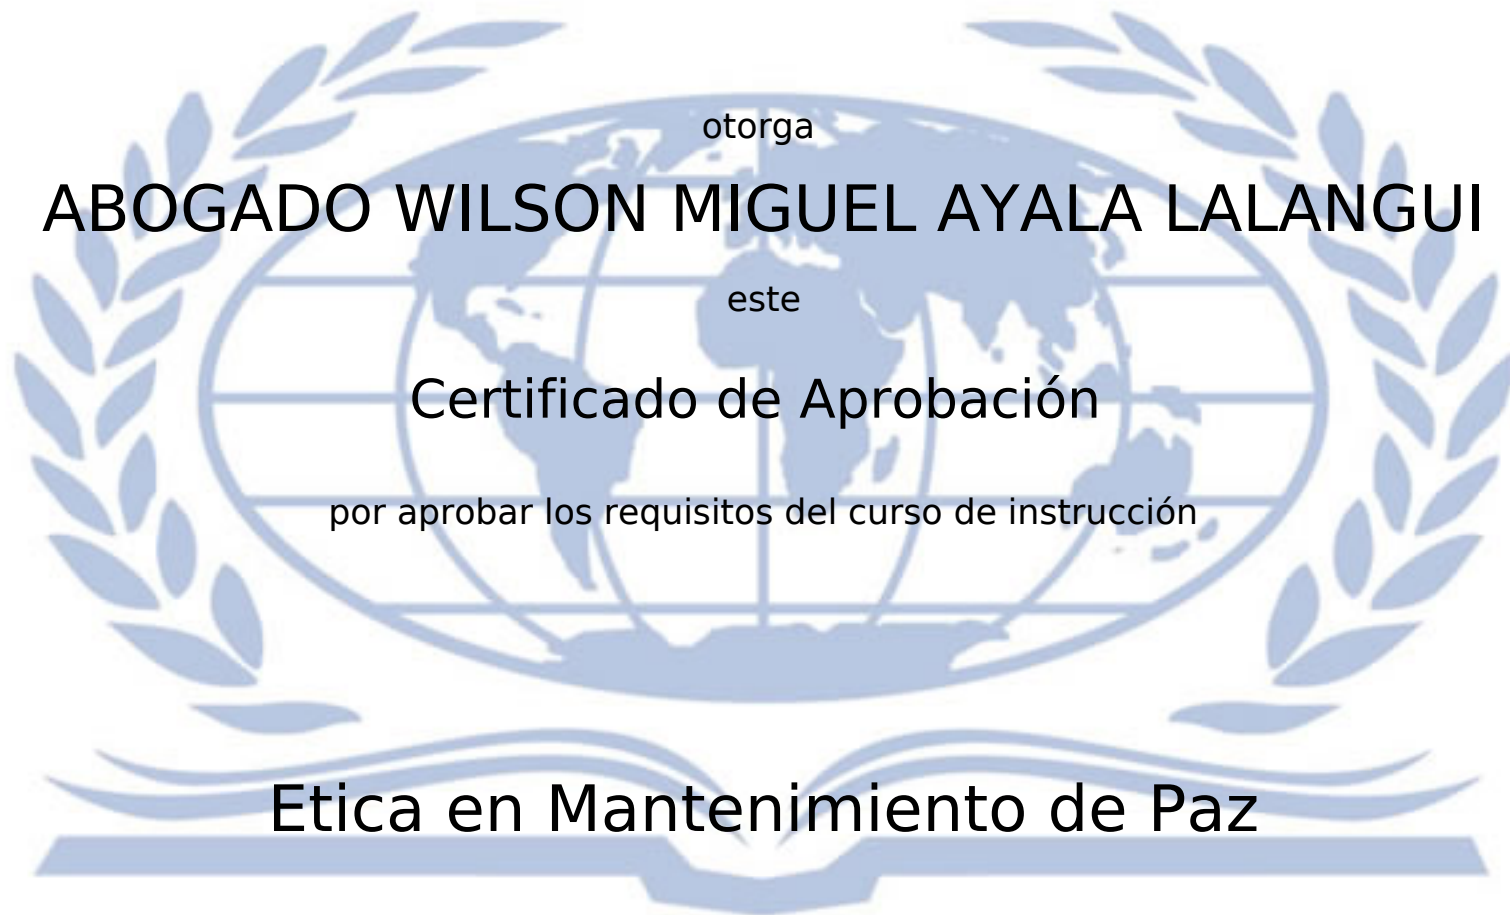 otorga
ABOGADO WILSON MIGUEL AYALA LALANGUI
este
Certificado de Aprobación
por aprobar los requisitos del curso de instrucción
Etica en Mantenimiento de Paz